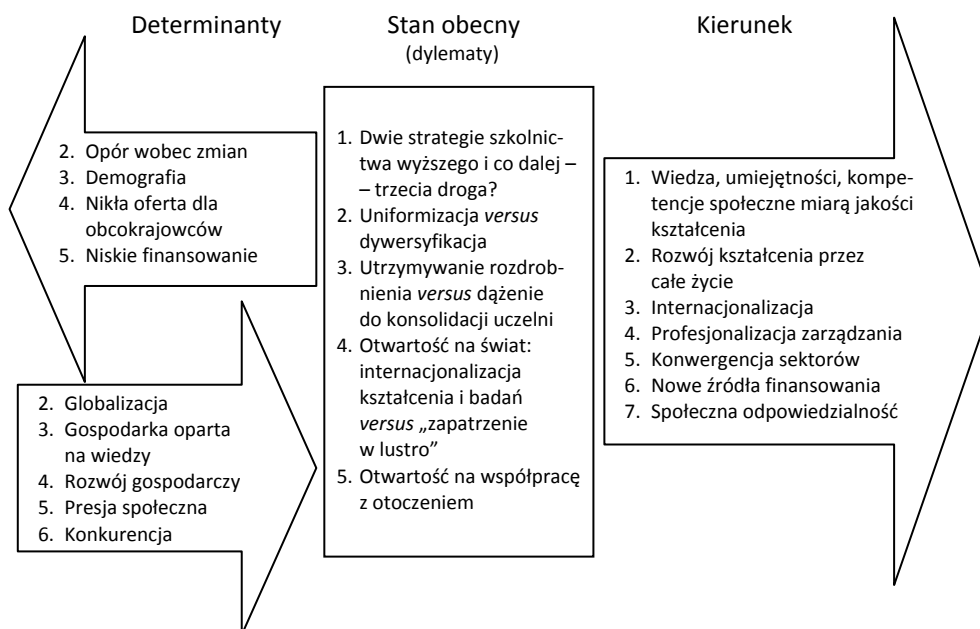 Determinanty
Stan obecny
(dylematy)
Kierunek
2. Opór wobec zmian
3. Demografia
4. Nikła oferta dla
obcokrajowców
5. Niskie finansowanie
2. Globalizacja
3. Gospodarka oparta
na wiedzy
4. Rozwój gospodarczy
5. Presja społeczna
6. Konkurencja
1. Dwie strategie szkolnic-
twa wyższego i co dalej –
– trzecia droga?
2. Uniformizacja versus
dywersyfikacja
3. Utrzymywanie rozdrob-
nienia versus dążenie
do konsolidacji uczelni
4. Otwartość na świat:
internacjonalizacja
kształcenia i badań
versus „zapatrzenie
w lustro”
5. Otwartość na współpracę
z otoczeniem
1. Wiedza, umiejętności, kompe-
tencje społeczne miarą jakości
kształcenia
2. Rozwój kształcenia przez
całe życie
3. Internacjonalizacja
4. Profesjonalizacja zarządzania
5. Konwergencja sektorów
6. Nowe źródła finansowania
7. Społeczna odpowiedzialność